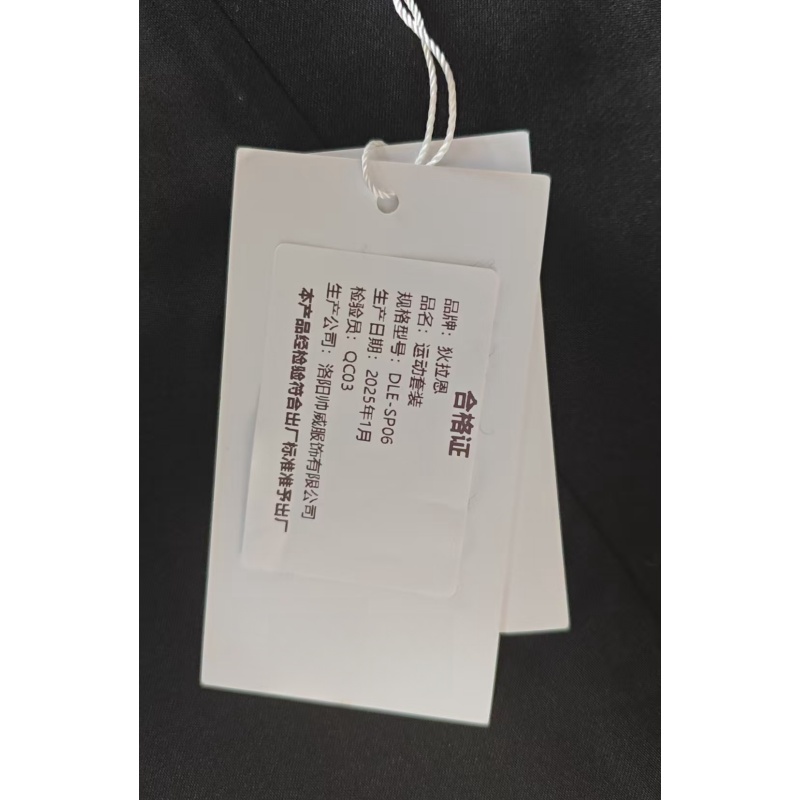 合格证
品牌：狄拉恩
品名：运动套装
规格型号：DLE-SP06
生产日期：2025年1月
检验员：QC03
生产公司：洛阳帅威服饰有限公司
本产品经检验符合出厂标准准予出厂